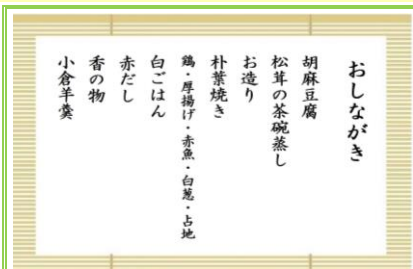 おしながき
胡麻豆腐
松茸の茶碗蒸し
お造り
朴葉焼き
鶏・厚揚げ・赤魚・白葱・占地
白ごはん
赤だし
香の物
小倉羊羹